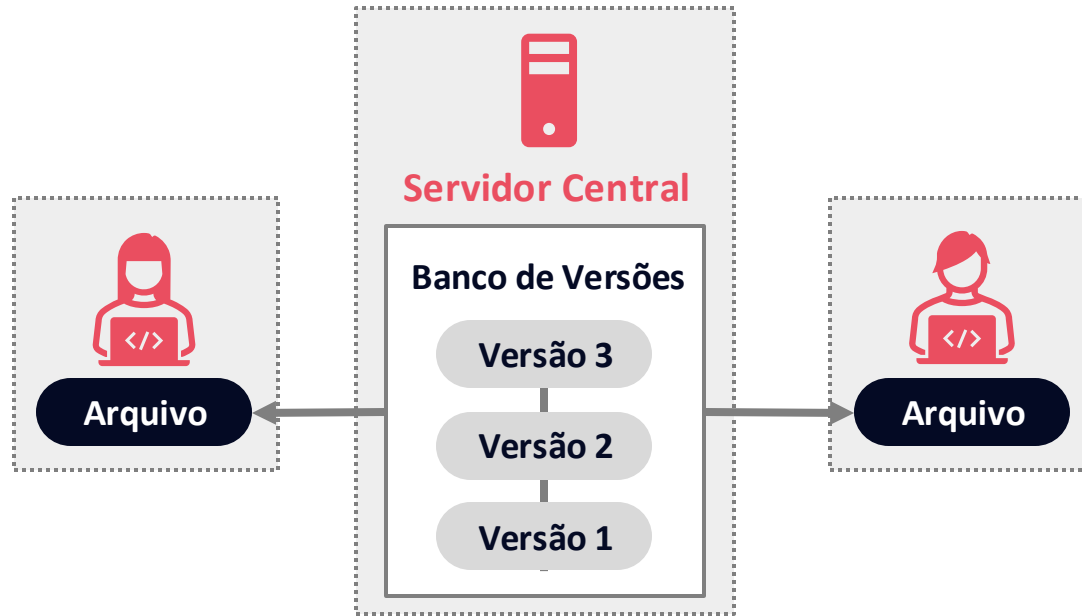 Servidor Central
Banco de Versões
Versão 3
Versão 2
Versão 1
</>
Arquivo
</>
Arquivo